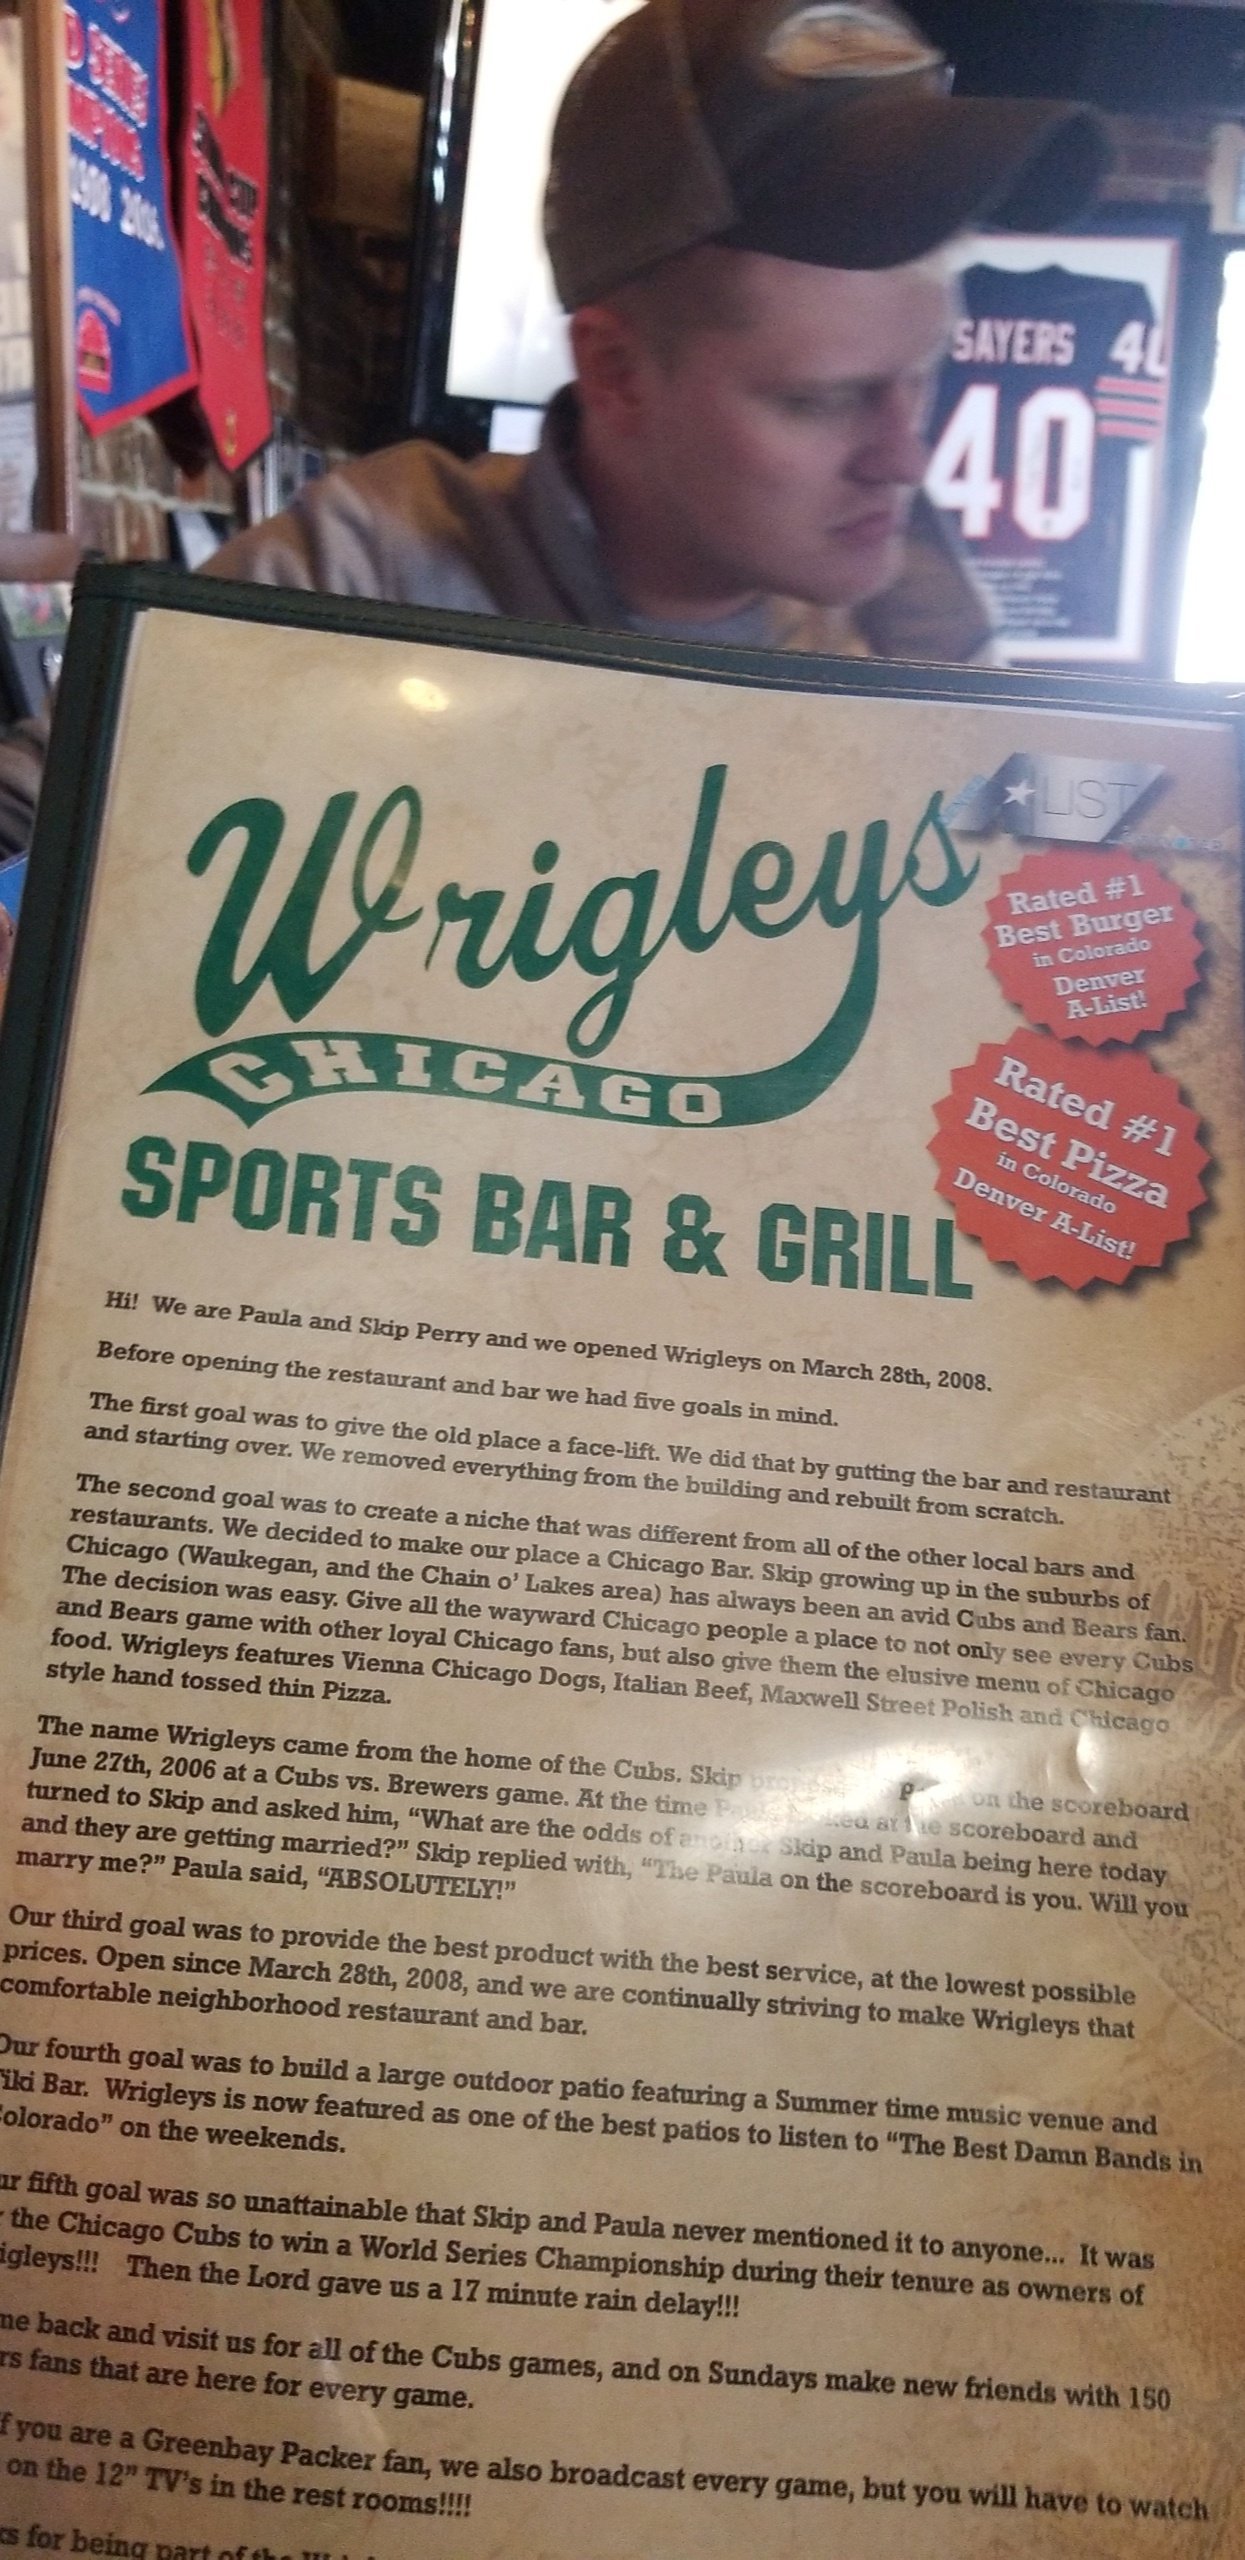 1908 2008
SAYERS 40
40
Wrigleys
CHICAGO
SPORTS BAR & GRILL
LIST
Rated #1
Best Burger
in Colorado
Denver
A-List!
Rated #1
Best Pizza
in Colorado
Denver A-List!
Hi! We are Paula and Skip Perry and we opened Wrigleys on March 28th, 2008.
Before opening the restaurant and bar we had five goals in mind.
The first goal was to give the old place a face-lift. We did that by gutting the bar and restaurant
and starting over. We removed everything from the building and rebuilt from scratch.
The second goal was to create a niche that was different from all of the other local bars and
restaurants. We decided to make our place a Chicago Bar. Skip growing up in the suburbs of
Chicago (Waukegan, and the Chain o' Lakes area) has always been an avid Cubs and Bears fan.
The decision was easy. Give all the wayward Chicago people a place to not only see every Cubs
and Bears game with other loyal Chicago fans, but also give them the elusive menu of Chicago
food. Wrigleys features Vienna Chicago Dogs, Italian Beef, Maxwell Street Polish and Chicago
style hand tossed thin Pizza.
The name Wrigleys came from the home of the Cubs. Skip on the scoreboard
June 27th, 2006 at a Cubs vs. Brewers game. At the time at the scoreboard and
turned to Skip and asked him, “What are the odds of another Skip and Paula being here today
and they are getting married?” Skip replied with, “The Paula on the scoreboard is you. Will you
marry me?” Paula said, “ABSOLUTELY!”
Our third goal was to provide the best product with the best service, at the lowest possible
prices. Open since March 28th, 2008, and we are continually striving to make Wrigleys that
comfortable neighborhood restaurant and bar.
Our fourth goal was to build a large outdoor patio featuring a Summer time music venue and
Tiki Bar. Wrigleys is now featured as one of the best patios to listen to “The Best Damn Bands in
Colorado” on the weekends.
ur fifth goal was so unattainable that Skip and Paula never mentioned it to anyone... It was
the Chicago Cubs to win a World Series Championship during their tenure as owners of
igleys!!! Then the Lord gave us a 17 minute rain delay!!!
me back and visit us for all of the Cubs games, and on Sundays make new friends with 150
rs fans that are here for every game.
f you are a Greenbay Packer fan, we also broadcast every game, but you will have to watch
on the 12” TV's in the rest rooms!!!!
ks for being part of the